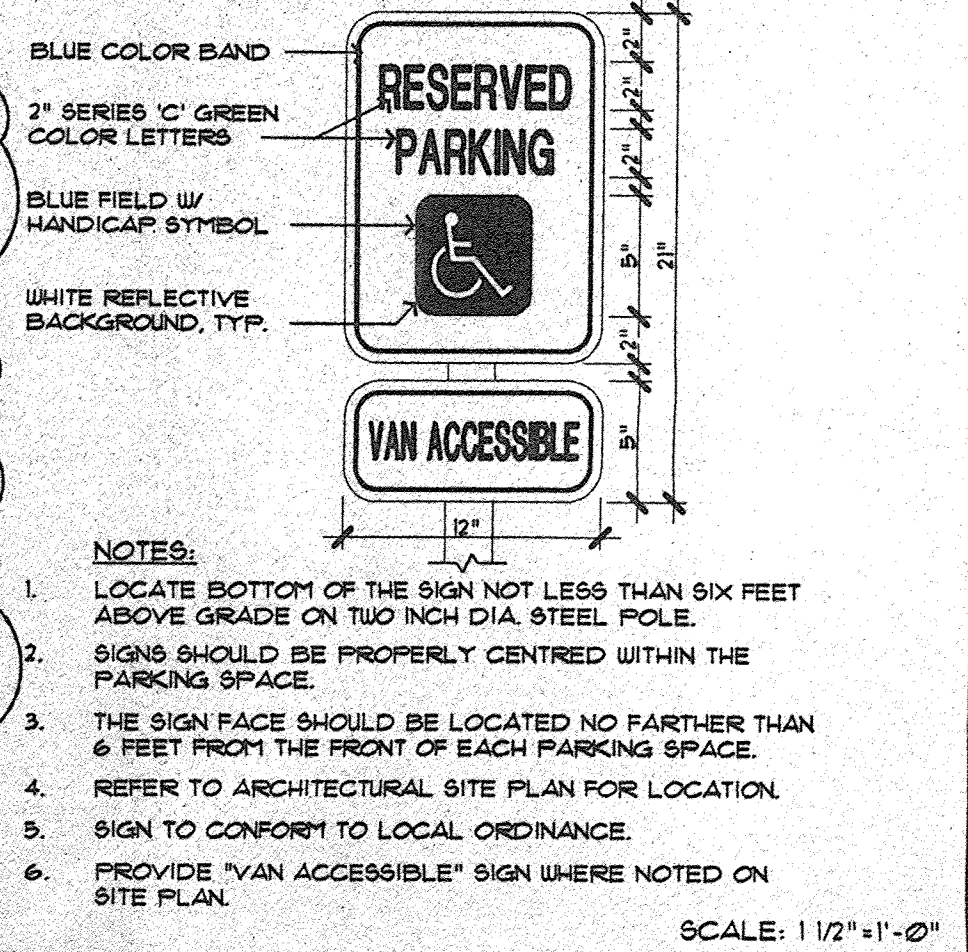 BLUE COLOR BAND
2" SERIES 'C' GREEN
COLOR LETTERS
BLUE FIELD W/
HANDICAP SYMBOL
WHITE REFLECTIVE
BACKGROUND, TYP.
RESERVED
PARKING
VAN ACCESSIBLE
2"
2"
2"
5"
2"
5"
21"
12"
NOTES:
1. LOCATE BOTTOM OF THE SIGN NOT LESS THAN SIX FEET
ABOVE GRADE ON TWO INCH DIA. STEEL POLE.
2. SIGNS SHOULD BE PROPERLY CENTRED WITHIN THE
PARKING SPACE.
3. THE SIGN FACE SHOULD BE LOCATED NO FARTHER THAN
6 FEET FROM THE FRONT OF EACH PARKING SPACE.
4. REFER TO ARCHITECTURAL SITE PLAN FOR LOCATION.
5. SIGN TO CONFORM TO LOCAL ORDINANCE.
6. PROVIDE "VAN ACCESSIBLE" SIGN WHERE NOTED ON
SITE PLAN.
SCALE: 1 1/2"=1'-0"